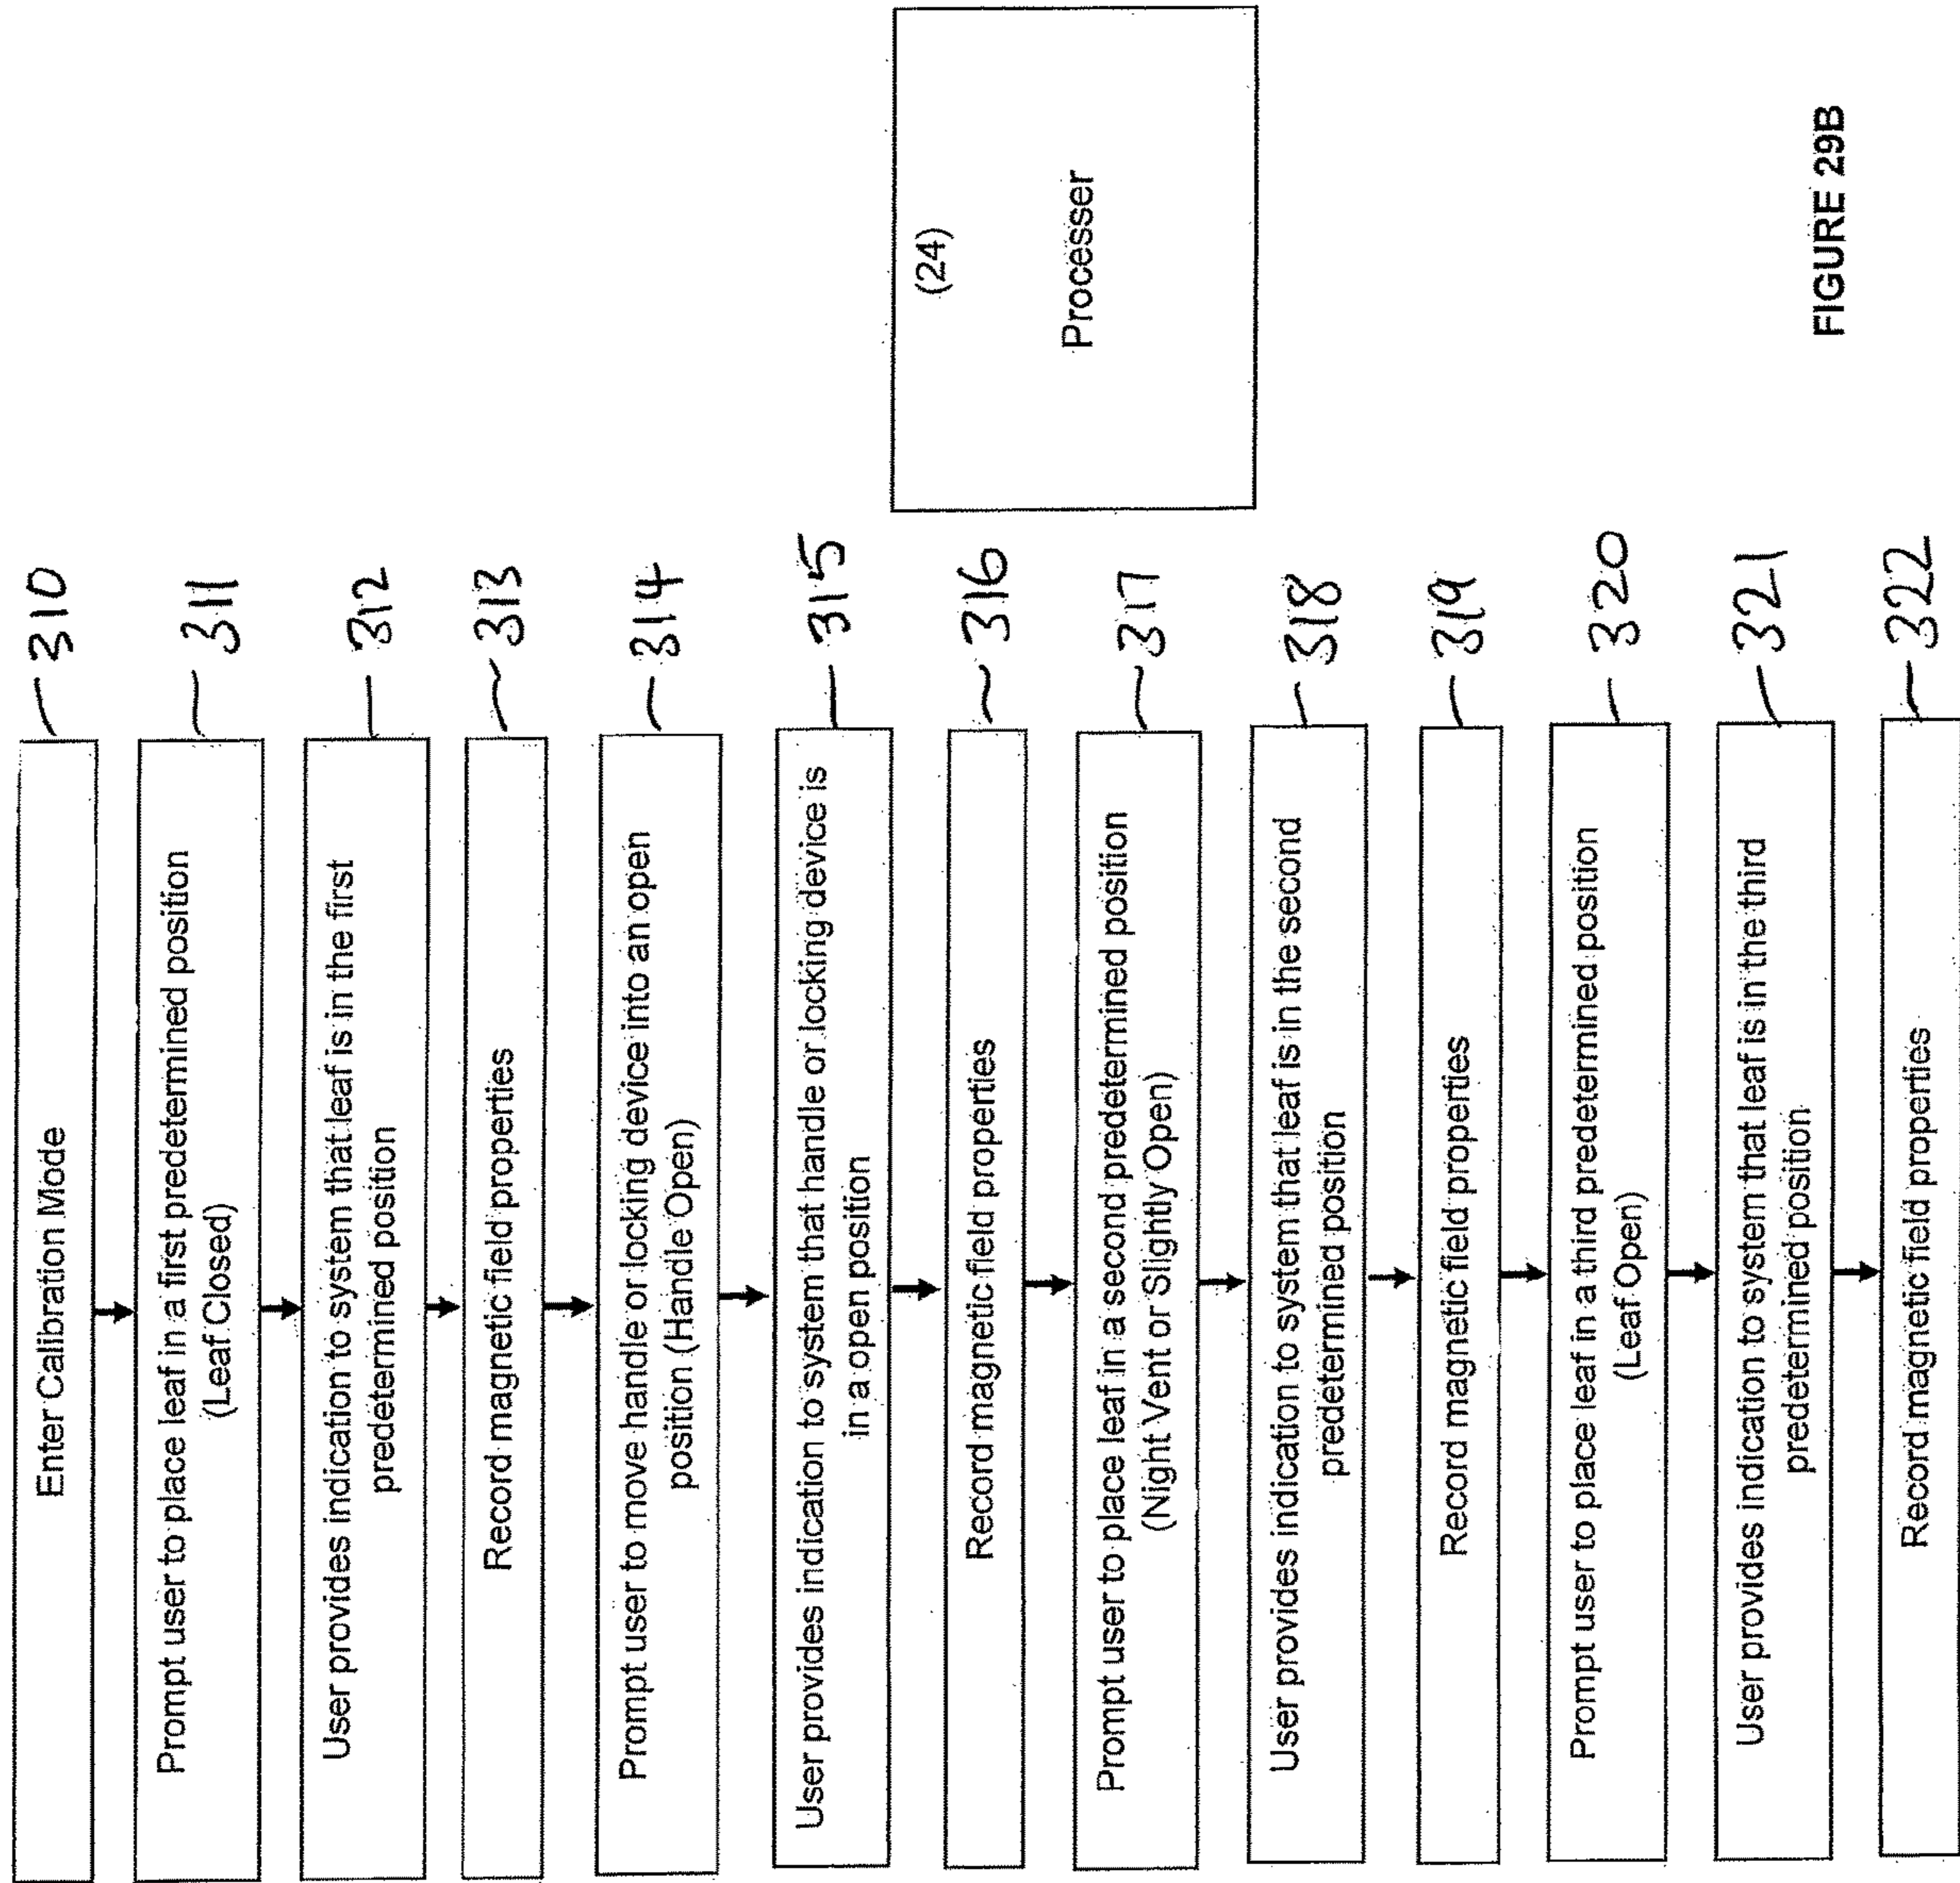 Enter Calibration Mode
310
Prompt user to place leaf in a first predetermined position
(Leaf Closed)
311
User provides indication to system that leaf is in the first
predetermined position
312
Record magnetic field properties
313
Prompt user to move handle or locking device into an open
position (Handle Open)
314
User provides indication to system that handle or locking device is
in a open position
315
Record magnetic field properties
316
Prompt user to place leaf in a second predetermined position
(Night Vent or Slightly Open)
317
User provides indication to system that leaf is in the second
predetermined position
318
Record magnetic field properties
319
Prompt user to place leaf in a third predetermined position
(Leaf Open)
320
User provides indication to system that leaf is in the third
predetermined position
321
Record magnetic field properties
322
(24)
Processer
FIGURE 29B